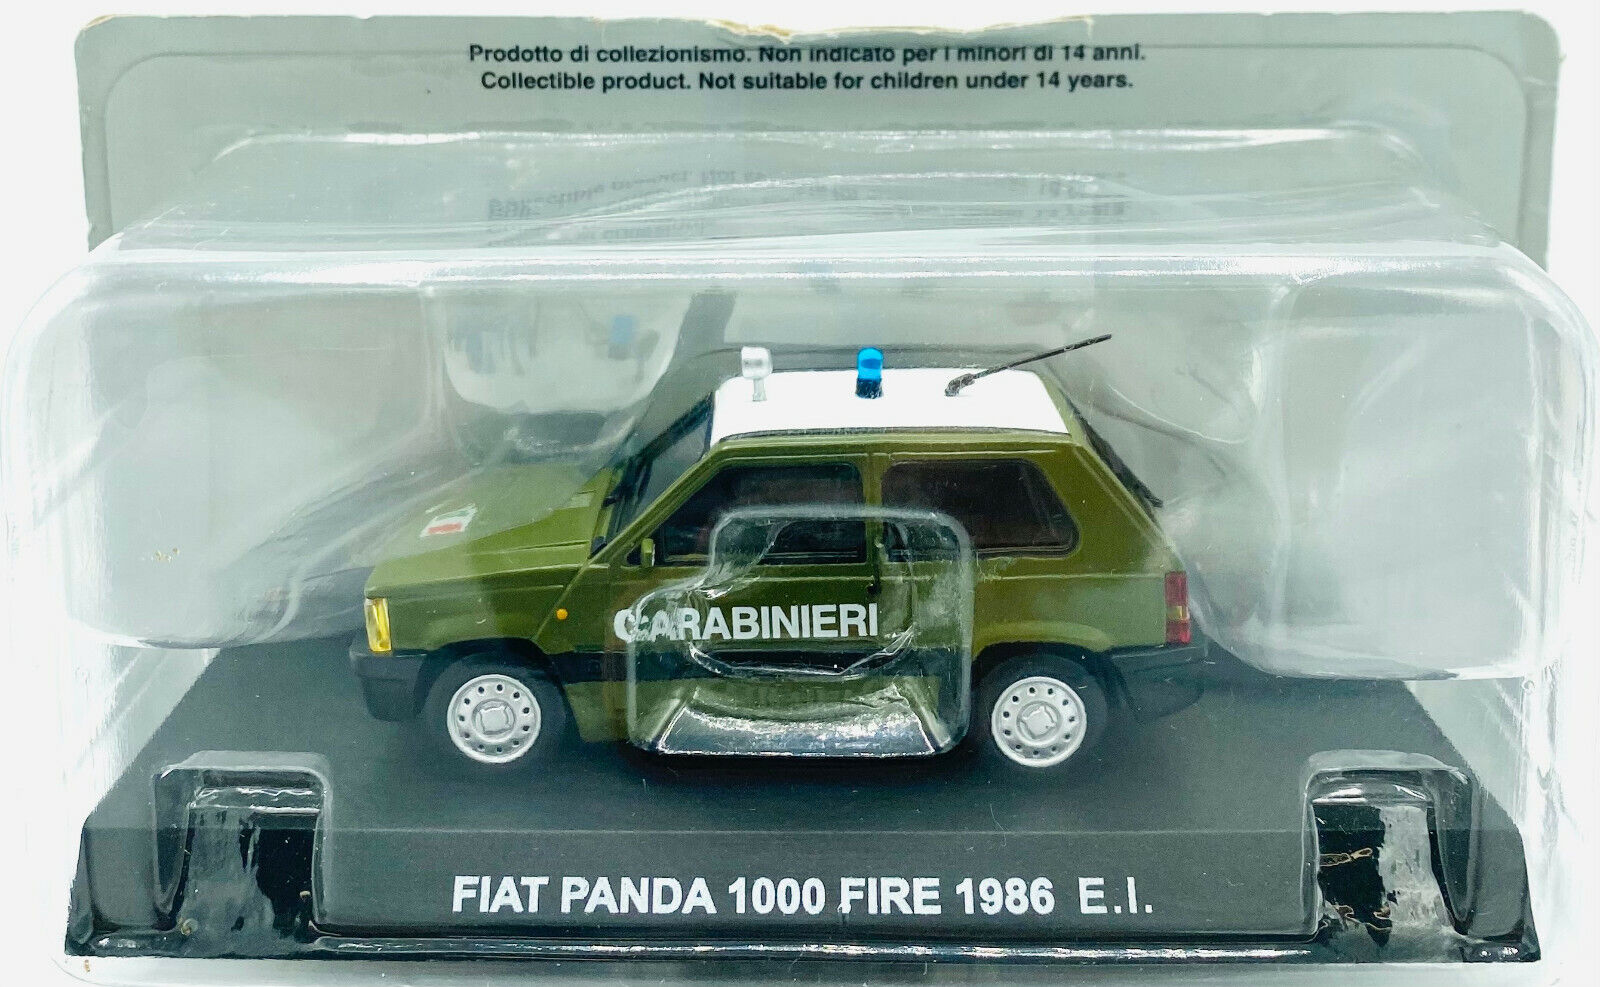 Prodotto di collezionismo. Non indicato per i minori di 14 anni.
Collectible product. Not suitable for children under 14 years.
CARABINIERI
FIAT PANDA 1000 FIRE 1986 E.I.